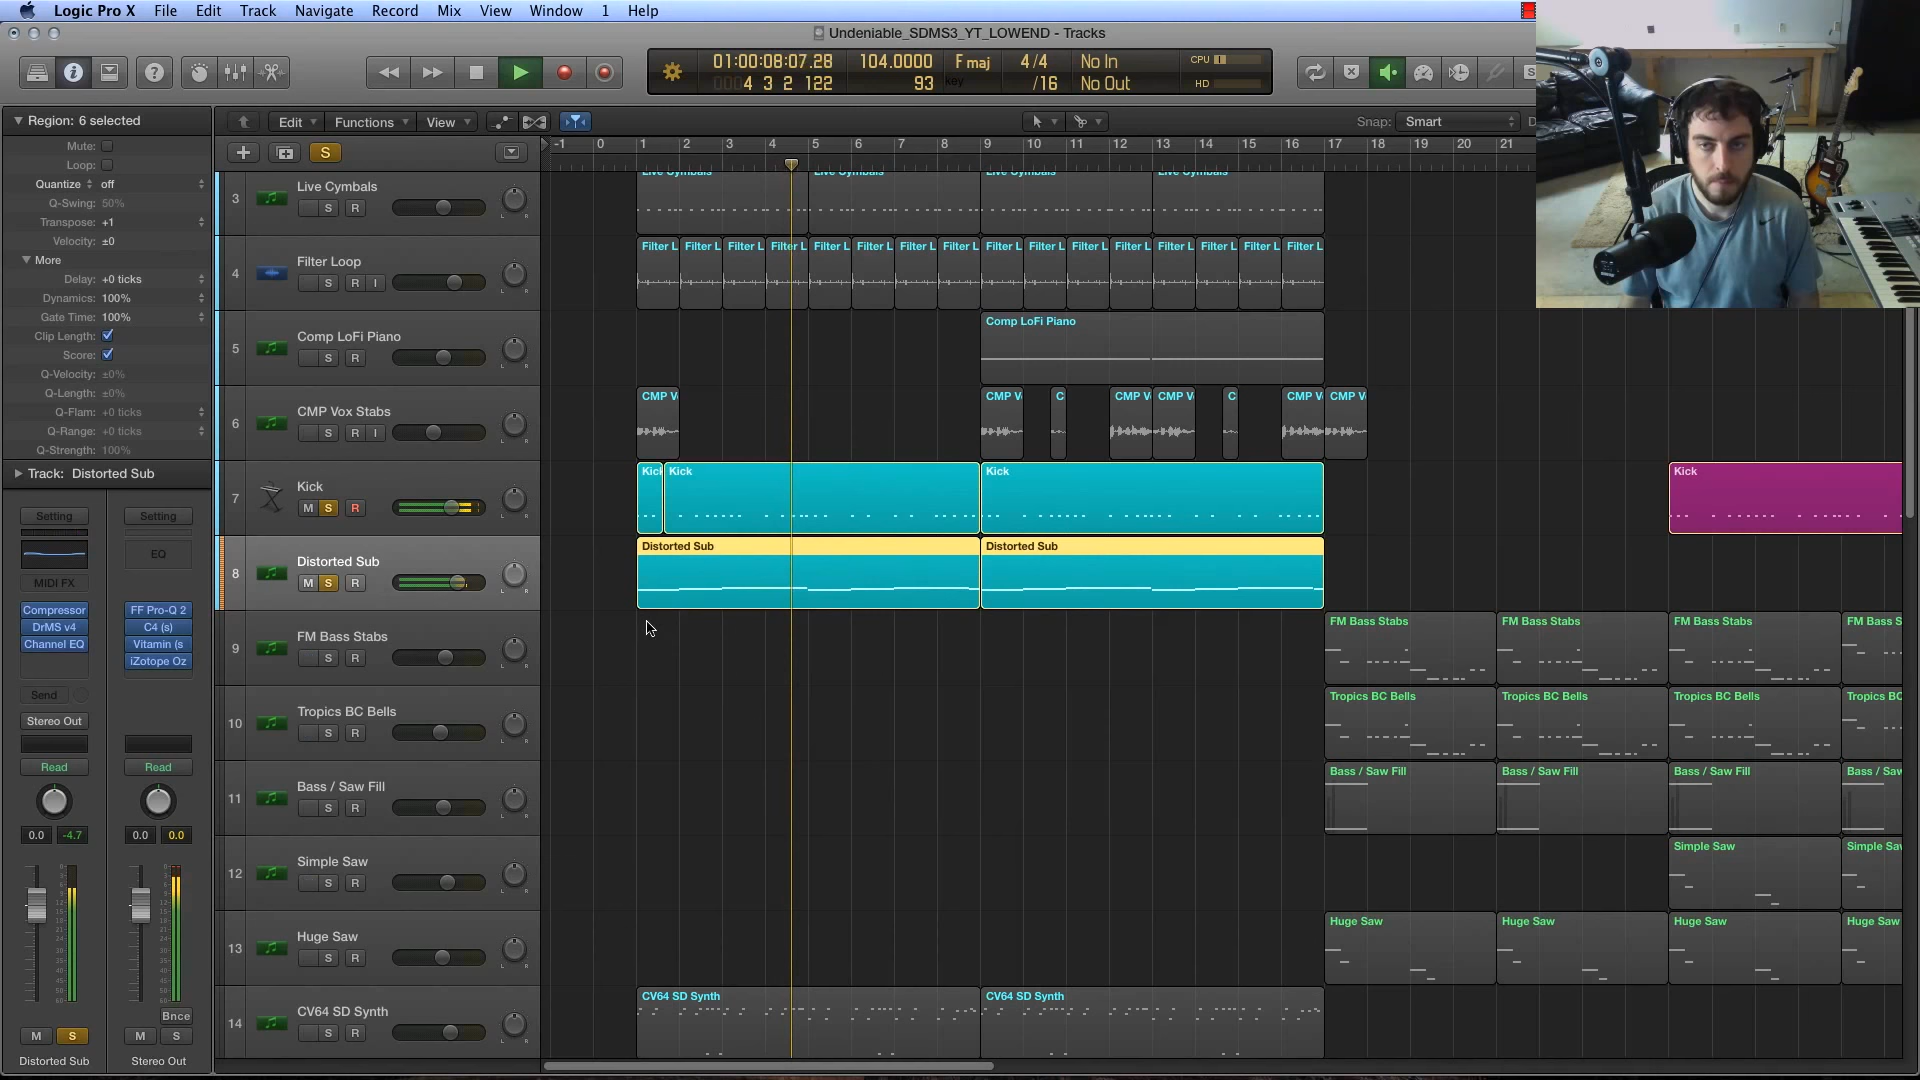 Logic Pro X File Edit Track Navigate Record Mix View Window 1 Help
Undeniable_SDMS3_YT_LOWEND - Tracks
01:00:08:07.28 104.0000 F maj 4/4 No In CPU
0004 3 2 122 93 key /16 No Out HD
Region: 6 selected
Edit Functions View Snap: Smart
Mute:
Loop:
Quantize off
Q-Swing: 50%
Transpose: +1
Velocity: ±0
More
Delay: +0 ticks
Dynamics: 100%
Gate Time: 100%
Clip Length:
Score:
Q-Velocity: ±0%
Q-Length: ±0%
Q-Flam: +0 ticks
Q-Range: +0 ticks
Q-Strength: 100%
Track: Distorted Sub
Setting Setting
EQ
MIDI FX
Compressor FF Pro-Q 2
DrMS v4 C4 (s)
Channel EQ Vitamin (s
iZotope Oz
Send
Stereo Out
Read Read
0.0 -4.7 0.0 0.0
Bnce
M S M S
Distorted Sub Stereo Out
S
-1 0 1 2 3 4 5 6 7 8 9 10 11 12 13 14 15 16 17 18 19 20 21
3 Live Cymbals S R
Live Cymbals Live Cymbals Live Cymbals Live Cymbals
4 Filter Loop S R I
Filter L Filter L Filter L Filter L Filter L Filter L Filter L Filter L Filter L Filter L Filter L Filter L Filter L Filter L Filter L Filter L
5 Comp LoFi Piano S R
Comp LoFi Piano
6 CMP Vox Stabs S R I
CMP V CMP V C CMP V CMP V C CMP V CMP V
7 Kick M S R
Kick Kick Kick Kick
8 Distorted Sub M S R
Distorted Sub Distorted Sub
9 FM Bass Stabs S R
FM Bass Stabs FM Bass Stabs FM Bass Stabs FM Bass S
10 Tropics BC Bells S R
Tropics BC Bells Tropics BC Bells Tropics BC Bells Tropics BC
11 Bass / Saw Fill S R
Bass / Saw Fill Bass / Saw Fill Bass / Saw Fill Bass / Saw
12 Simple Saw S R
Simple Saw Simple Saw
13 Huge Saw S R
Huge Saw Huge Saw Huge Saw Huge Saw
14 CV64 SD Synth S R
CV64 SD Synth CV64 SD Synth